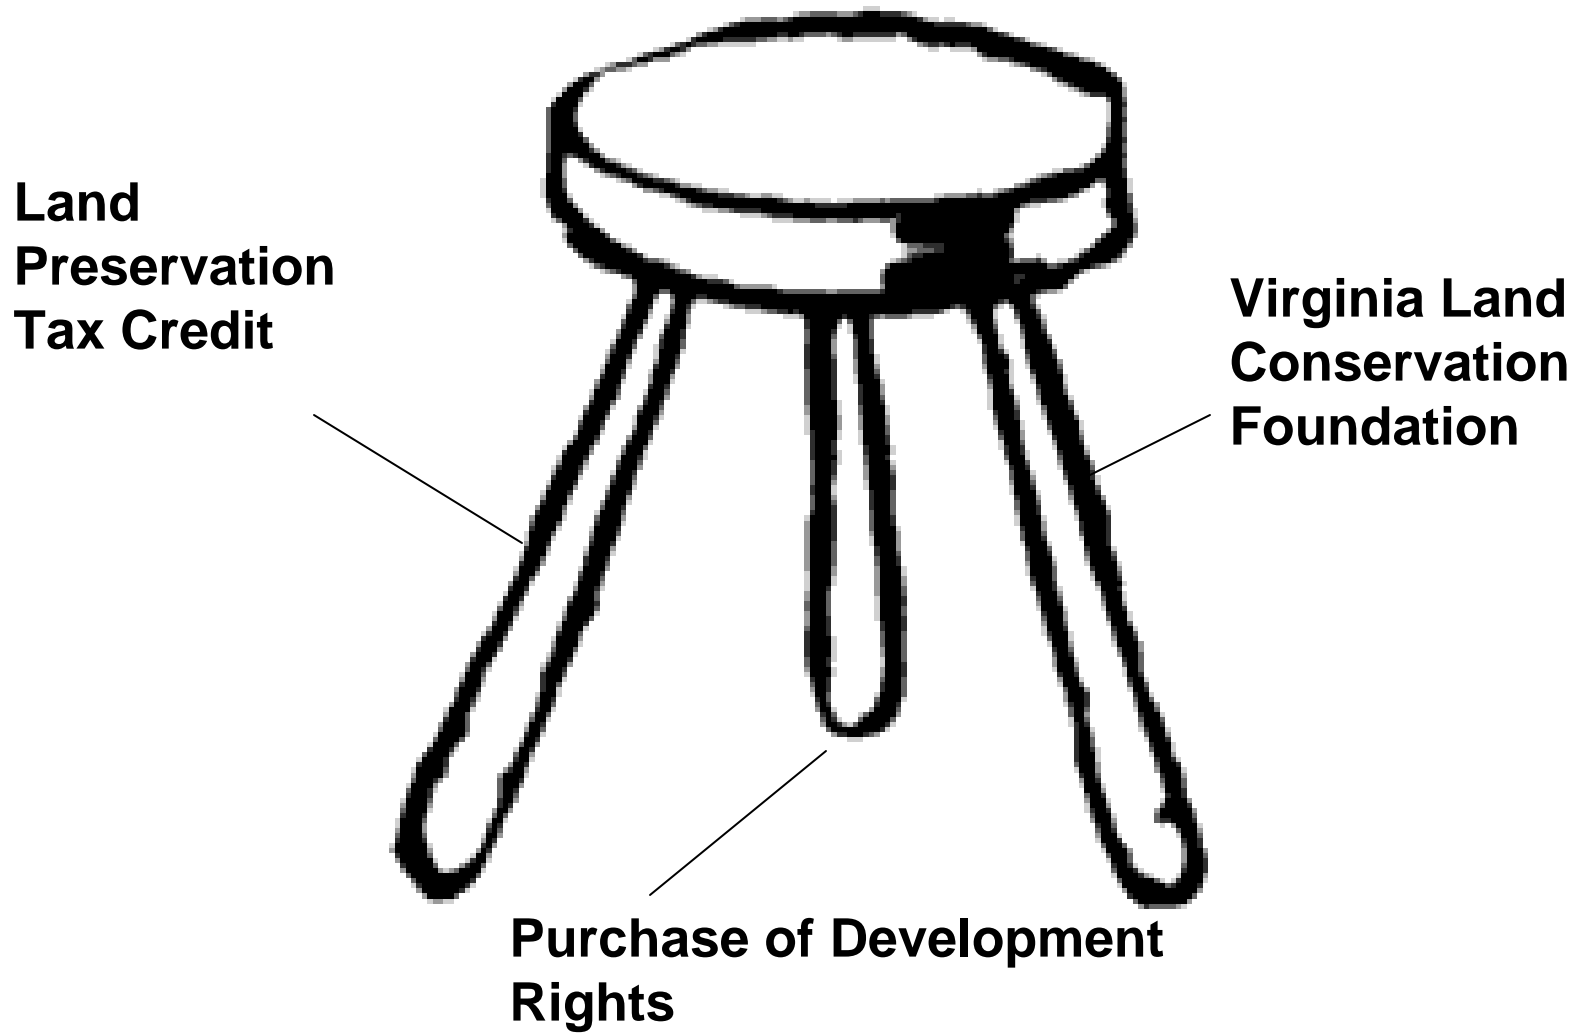 Land
Preservation
Tax Credit
Virginia Land
Conservation
Foundation
Purchase of Development
Rights